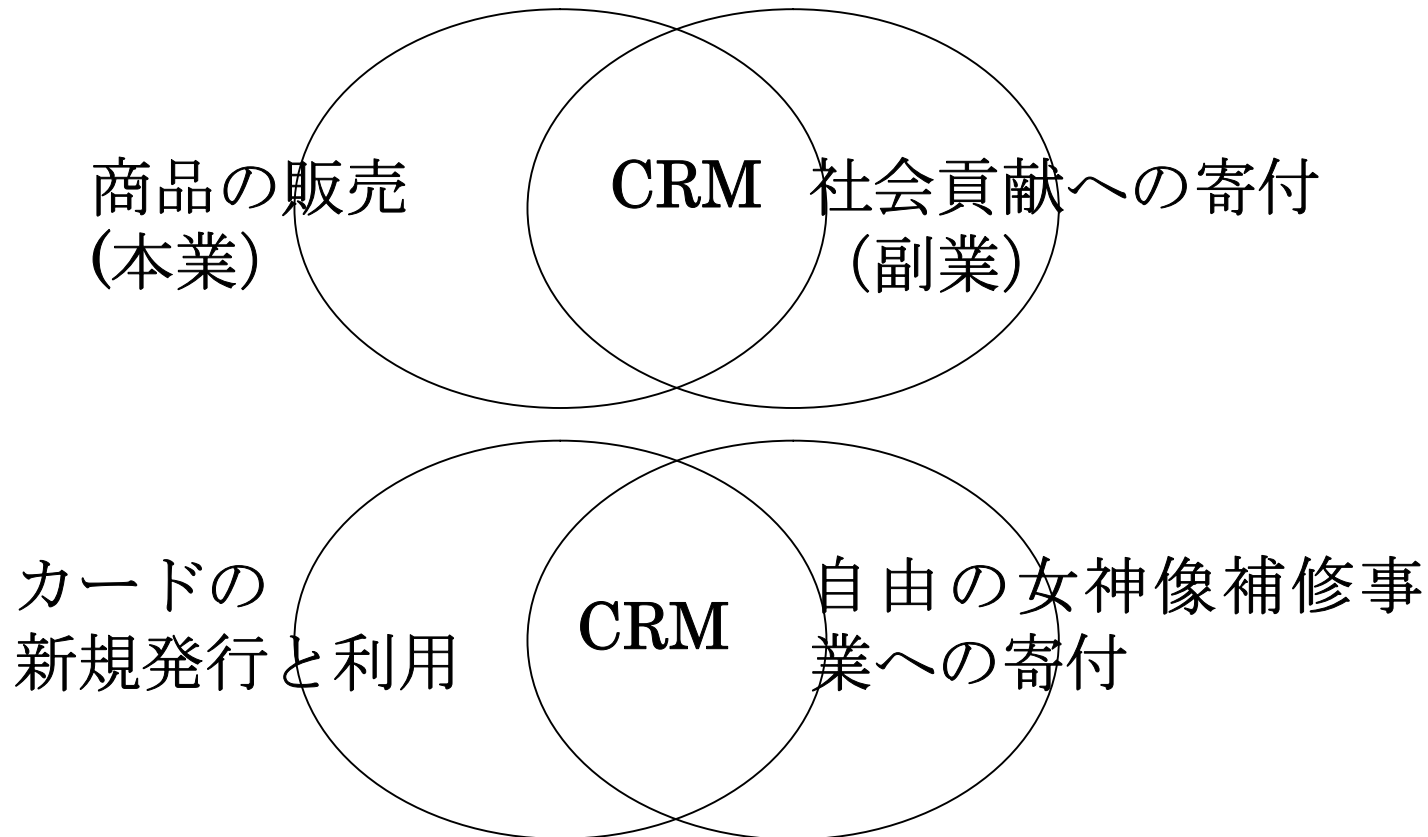 商品の販売
(本業)
CRM
社会貢献への寄付
（副業）
カードの
新規発行と利用
CRM
自由の女神像補修事
業への寄付